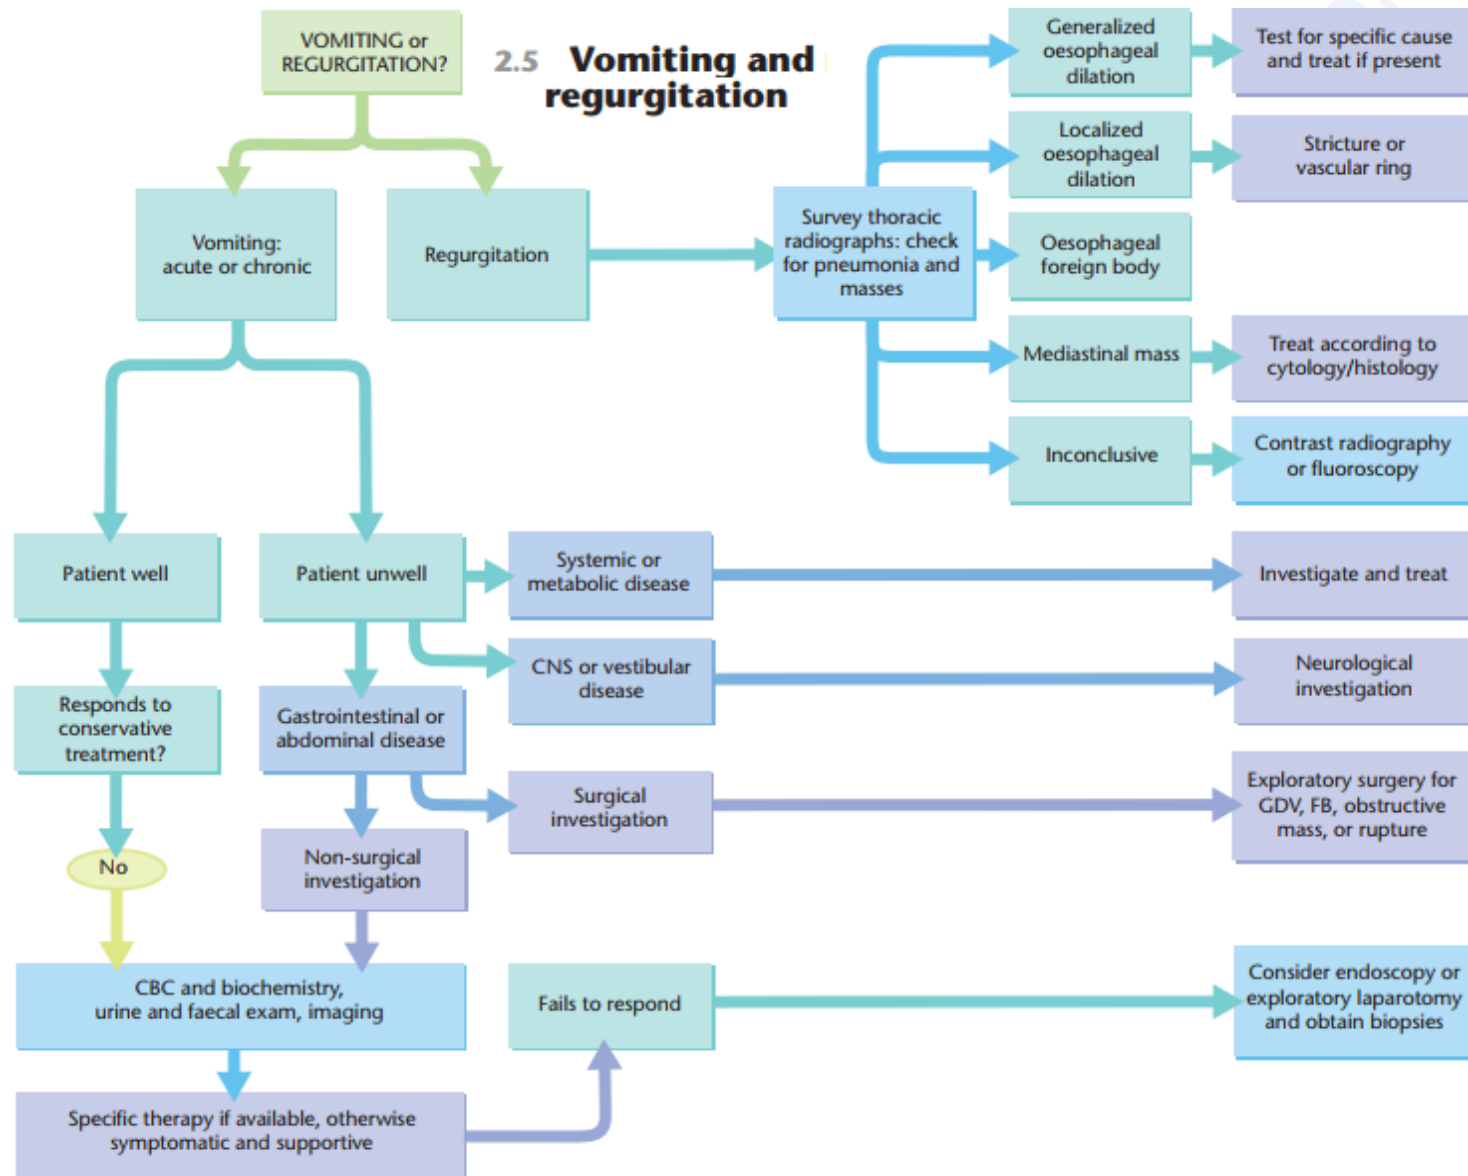 VOMITING or
REGURGITATION?
2.5 Vomiting and
regurgitation
Generalized
oesophageal
dilation
Test for specific cause
and treat if present
Localized
oesophageal
dilation
Stricture or
vascular ring
Vomiting:
acute or chronic
Regurgitation
Survey thoracic
radiographs: check
for pneumonia and
masses
Oesophageal
foreign body
Mediastinal mass
Treat according to
cytology/histology
Inconclusive
Contrast radiography
or fluoroscopy
Patient well
Patient unwell
Systemic or
metabolic disease
Investigate and treat
CNS or vestibular
disease
Neurological
investigation
Responds to
conservative
treatment?
Gastrointestinal or
abdominal disease
Surgical
investigation
Exploratory surgery for
GDV, FB, obstructive
mass, or rupture
No
Non-surgical
investigation
CBC and biochemistry,
urine and faecal exam, imaging
Fails to respond
Consider endoscopy or
exploratory laparotomy
and obtain biopsies
Specific therapy if available, otherwise
symptomatic and supportive